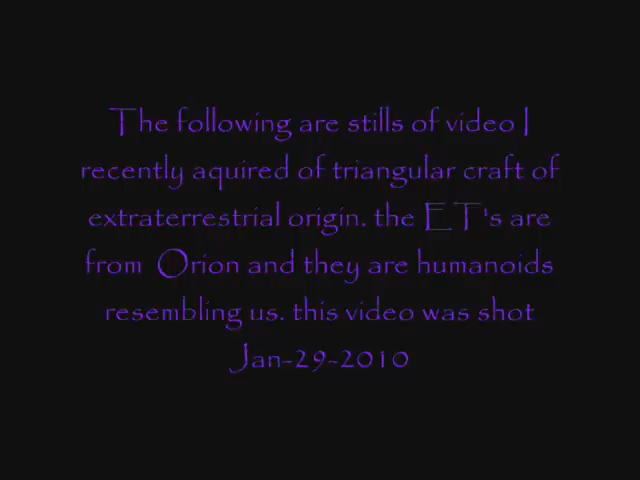 The following are stills of video I
recently aquired of triangular craft of
extraterrestrial origin. the ET's are
from Orion and they are humanoids
resembling us. this video was shot
Jan-29-2010